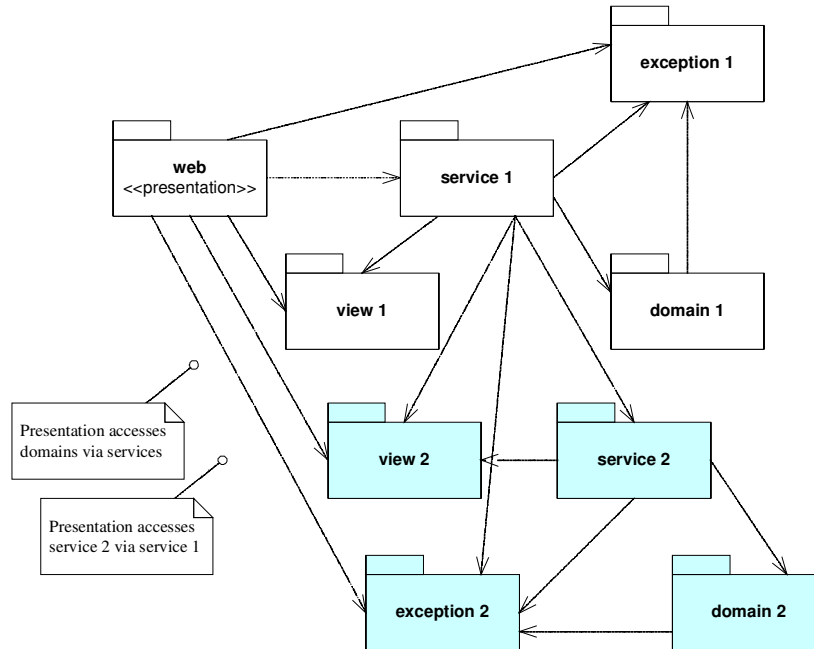 exception 1
web
<<presentation>>
service 1
view 1
domain 1
Presentation accesses
domains via services
view 2
service 2
Presentation accesses
service 2 via service 1
exception 2
domain 2